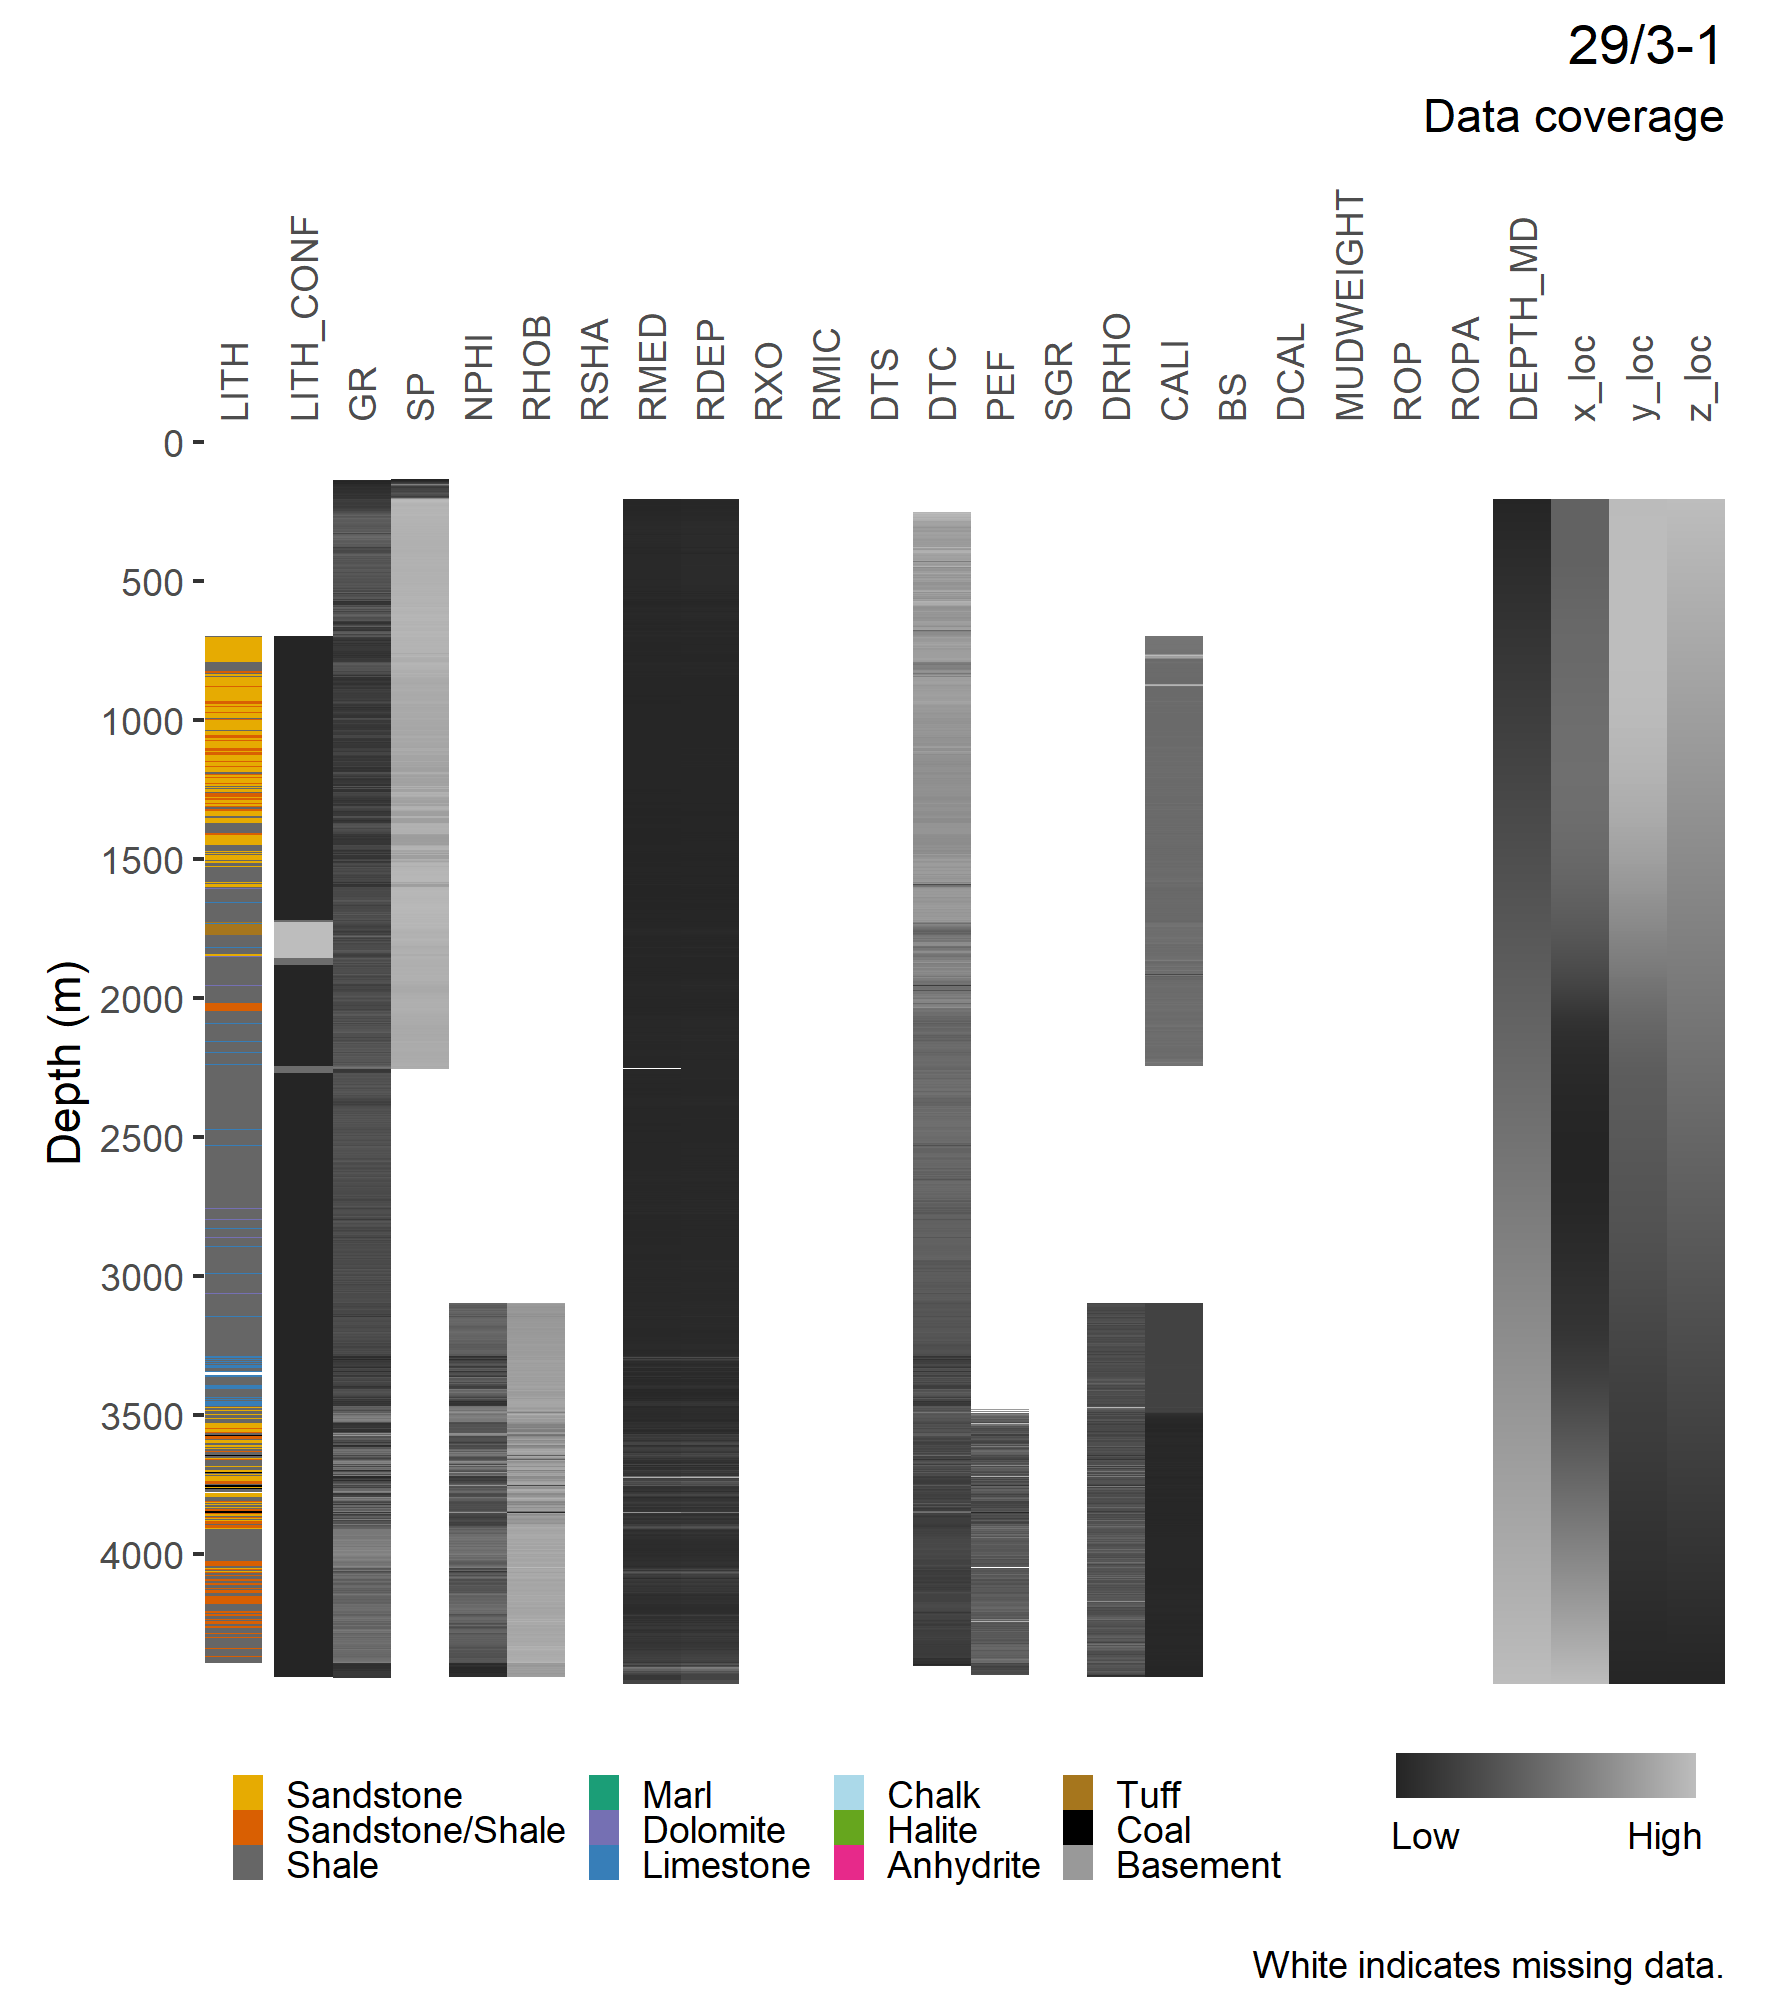 29/3-1
Data coverage
LITH
LITH_CONF
GR
SP
NPHI
RHOB
RSHA
RMED
RDEP
RXO
RMIC
DTS
DTC
PEF
SGR
DRHO
CALI
BS
DCAL
MUDWEIGHT
ROP
ROPA
DEPTH_MD
x_loc
y_loc
z_loc
Depth (m)
0
500
1000
1500
2000
2500
3000
3500
4000
Sandstone
Sandstone/Shale
Shale
Marl
Dolomite
Limestone
Chalk
Halite
Anhydrite
Tuff
Coal
Basement
Low High
White indicates missing data.